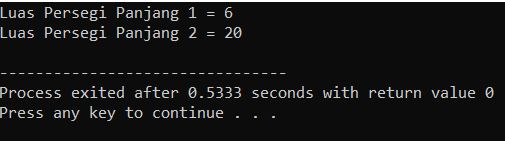 Luas Persegi Panjang 1 = 6
Luas Persegi Panjang 2 = 20
--------------------------------
Process exited after 0.5333 seconds with return value 0
Press any key to continue . . .